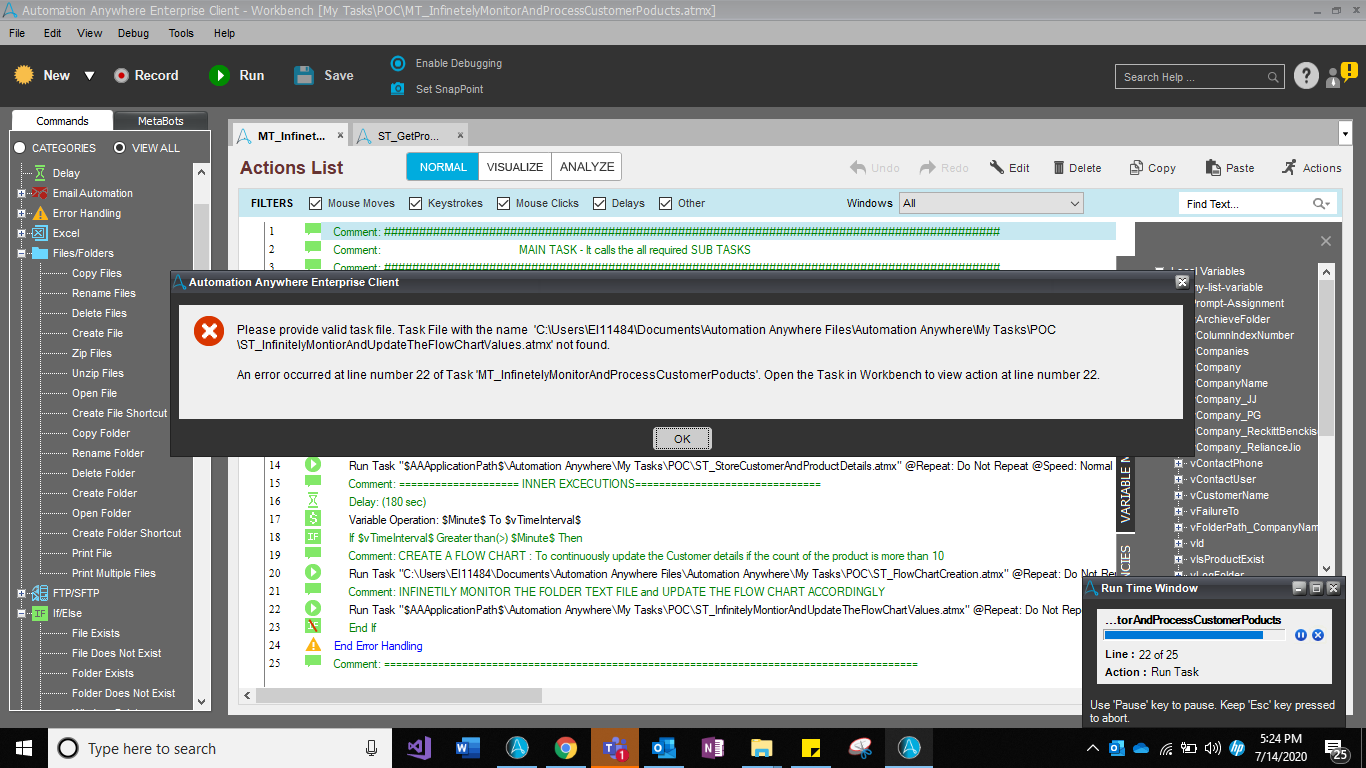 Automation Anywhere Enterprise Client - Workbench [My Tasks\POC\MT_InfinetelyMonitorAndProcessCustomerPoducts.atmx]
File Edit View Debug Tools Help
New Record Run Save
Enable Debugging
Set SnapPoint
Search Help ...
Commands MetaBots
CATEGORIES VIEW ALL
Delay
Email Automation
Error Handling
Excel
Files/Folders
Copy Files
Rename Files
Delete Files
Create File
Zip Files
Unzip Files
Open File
Create File Shortcut
Copy Folder
Rename Folder
Delete Folder
Create Folder
Open Folder
Create Folder Shortcut
Print File
Print Multiple Files
FTP/SFTP
If/Else
File Exists
File Does Not Exist
Folder Exists
Folder Does Not Exist
MT_Infinet... ST_GetPro...
Actions List NORMAL VISUALIZE ANALYZE Undo Redo Edit Delete Copy Paste Actions
FILTERS Mouse Moves Keystrokes Mouse Clicks Delays Other Windows All Find Text...
1 Comment: ########################################################################################
2 Comment: MAIN TASK - It calls the all required SUB TASKS
3 Comment: ########################################################################################
Automation Anywhere Enterprise Client
Please provide valid task file. Task File with the name 'C:\Users\EI11484\Documents\Automation Anywhere Files\Automation Anywhere\My Tasks\POC
\ST_InfinitelyMontiorAndUpdateTheFlowChartValues.atmx' not found.
An error occurred at line number 22 of Task 'MT_InfinetelyMonitorAndProcessCustomerPoducts'. Open the Task in Workbench to view action at line number 22.
OK
14 Run Task "$AAApplicationPath$\Automation Anywhere\My Tasks\POC\ST_StoreCustomerAndProductDetails.atmx" @Repeat: Do Not Repeat @Speed: Normal
15 Comment: ==================== INNER EXCECUTIONS===============================
16 Delay: (180 sec)
17 Variable Operation: $Minute$ To $vTimeInterval$
18 If $vTimeInterval$ Greater than(>) $Minute$ Then
19 Comment: CREATE A FLOW CHART : To continuously update the Customer details if the count of the product is more than 10
20 Run Task "C:\Users\EI11484\Documents\Automation Anywhere Files\Automation Anywhere\My Tasks\POC\ST_FlowChartCreation.atmx" @Repeat: Do Not Re
21 Comment: INFINETILY MONITOR THE FOLDER TEXT FILE and UPDATE THE FLOW CHART ACCORDINGLY
22 Run Task "$AAApplicationPath$\Automation Anywhere\My Tasks\POC\ST_InfinitelyMontiorAndUpdateTheFlowChartValues.atmx" @Repeat: Do Not Rep
23 End If
24 End Error Handling
25 Comment: =========================================================================================
VARIABLE M
NCIES
Local Variables
ny-list-variable
Prompt-Assignment
vArchieveFolder
vColumnIndexNumber
vCompanies
vCompany
vCompanyName
vCompany_JJ
vCompany_PG
vCompany_ReckittBenckis
vCompany_RelianceJio
vContactPhone
vContactUser
vCustomerName
vFailureTo
vFolderPath_CompanyNam
vId
vIsProductExist
vLogFolder
Run Time Window
...torAndProcessCustomerPoducts
Line : 22 of 25
Action : Run Task
Use 'Pause' key to pause. Keep 'Esc' key pressed
to abort.
Type here to search
1
5:24 PM
7/14/2020
25